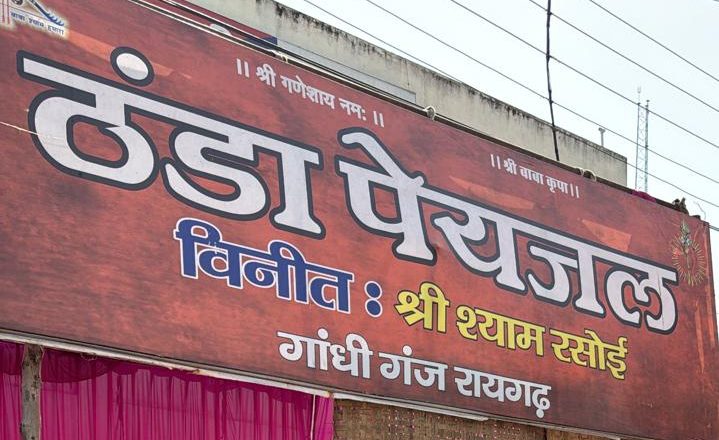 ।। श्री गणेशाय नमः ।।
।। श्री बाबा कृपा ।।
ठंडा पेयजल
विनीत : श्री श्याम रसोई
गांधी गंज रायगढ़